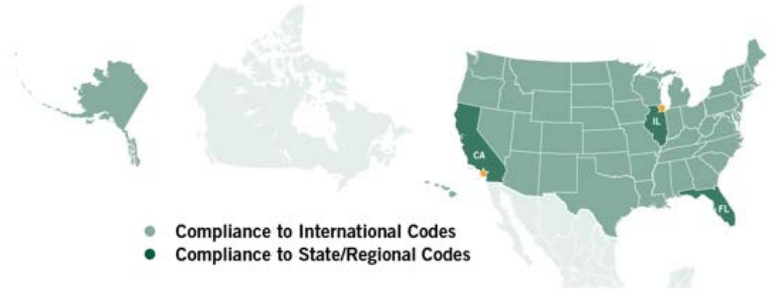 IL
CA
FL
Compliance to International Codes
Compliance to State/Regional Codes